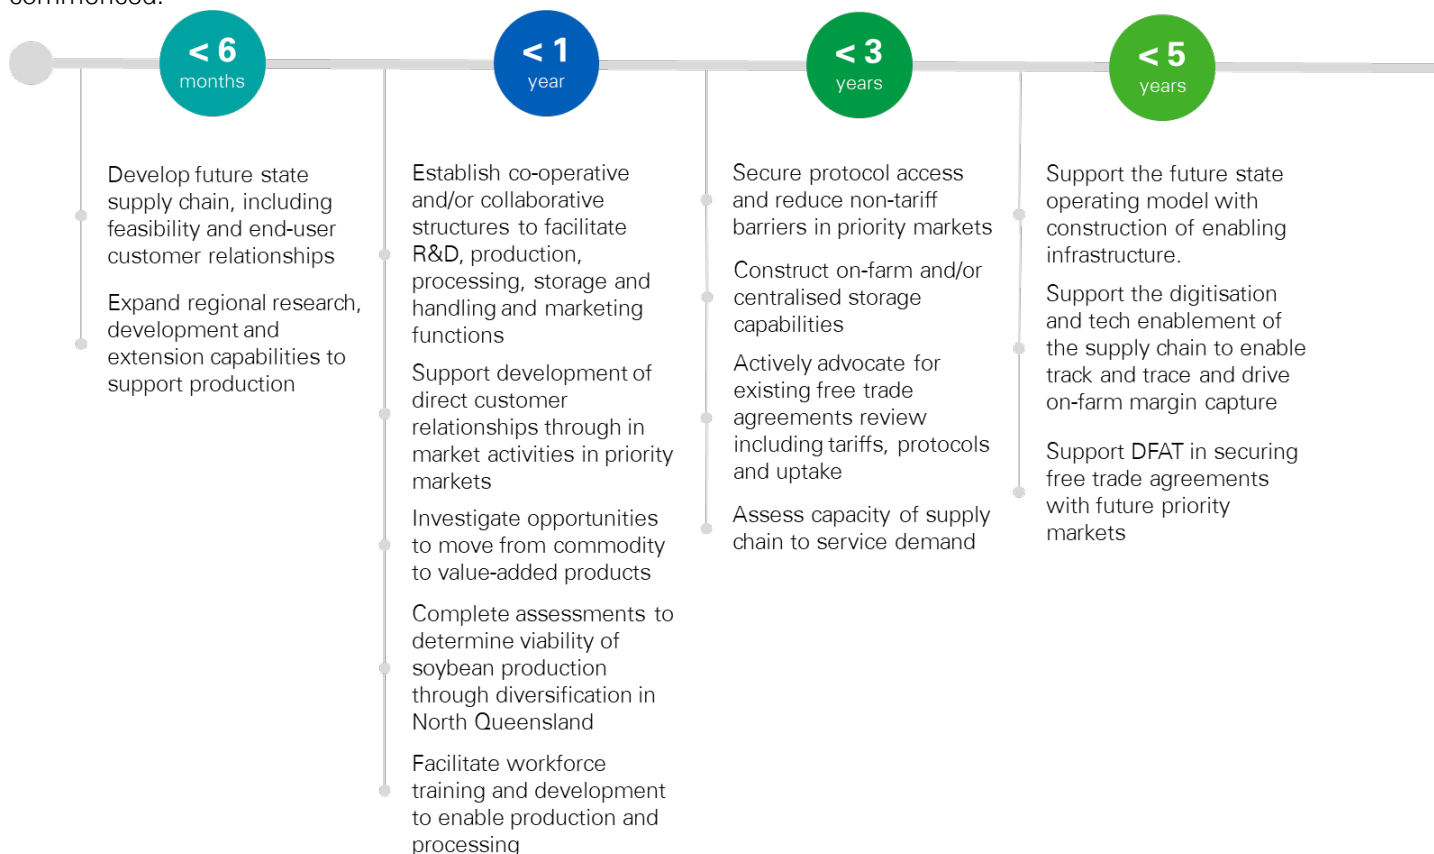 commenced.
< 6
months
Develop future state
supply chain, including
feasibility and end-user
customer relationships
Expand regional research,
development and
extension capabilities to
support production
< 1
year
Establish co-operative
and/or collaborative
structures to facilitate
R&D, production,
processing, storage and
handling and marketing
functions
Support development of
direct customer
relationships through in
market activities in priority
markets
Investigate opportunities
to move from commodity
to value-added products
Complete assessments to
determine viability of
soybean production
through diversification in
North Queensland
Facilitate workforce
training and development
to enable production and
processing
< 3
years
Secure protocol access
and reduce non-tariff
barriers in priority markets
Construct on-farm and/or
centralised storage
capabilities
Actively advocate for
existing free trade
agreements review
including tariffs, protocols
and uptake
Assess capacity of supply
chain to service demand
< 5
years
Support the future state
operating model with
construction of enabling
infrastructure.
Support the digitisation
and tech enablement of
the supply chain to enable
track and trace and drive
on-farm margin capture
Support DFAT in securing
free trade agreements
with future priority
markets